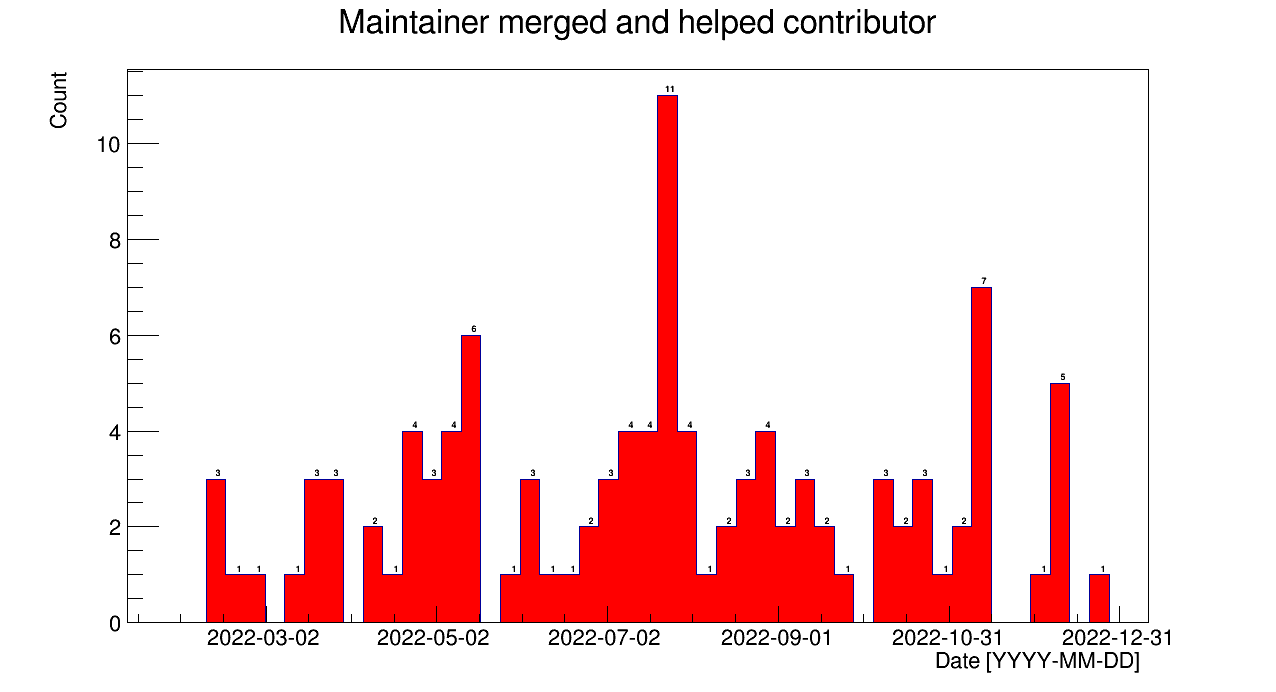 Maintainer merged and helped contributor
Count
11
10
8
7
6
6
5
4
4 4 4 4 4 4 4
3 3 3 3 3 3 3 3 3 3
2
2 2 2 2 2 2 2
1 1 1 1 1 1 1 1 1 1 1 1
0
2022-03-02 2022-05-02 2022-07-02 2022-09-01 2022-10-31 2022-12-31
Date [YYYY-MM-DD]